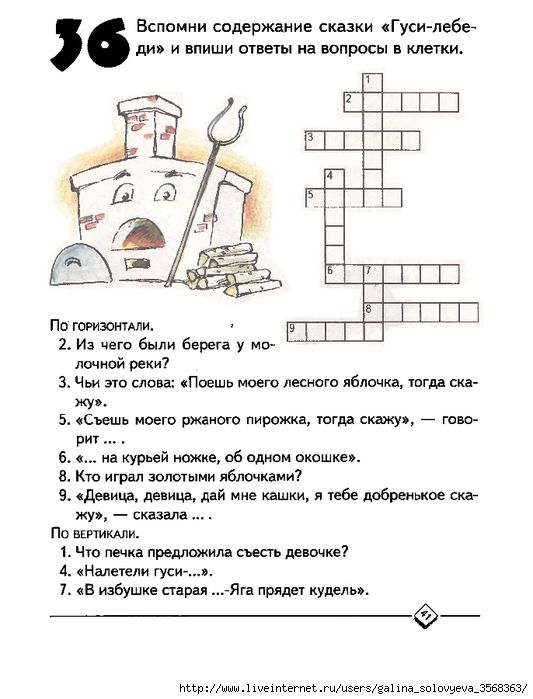 36
Вспомни содержание сказки «Гуси-лебе-
ди» и впиши ответы на вопросы в клетки.
1
2
3
4
5
6
7
8
9
По горизонтали.
2. Из чего были берега у мо-
лочной реки?
3. Чьи это слова: «Поешь моего лесного яблочка, тогда ска-
жу».
5. «Съешь моего ржаного пирожка, тогда скажу», — гово-
рит ... .
6. «... на курьей ножке, об одном окошке».
8. Кто играл золотыми яблочками?
9. «Девица, девица, дай мне кашки, я тебе добренькое ска-
жу», — сказала ... .
По вертикали.
1. Что печка предложила съесть девочке?
4. «Налетели гуси-...».
7. «В избушке старая ...-Яга прядет кудель».
41
http://www.liveinternet.ru/users/galina_solovyeva_3568363/